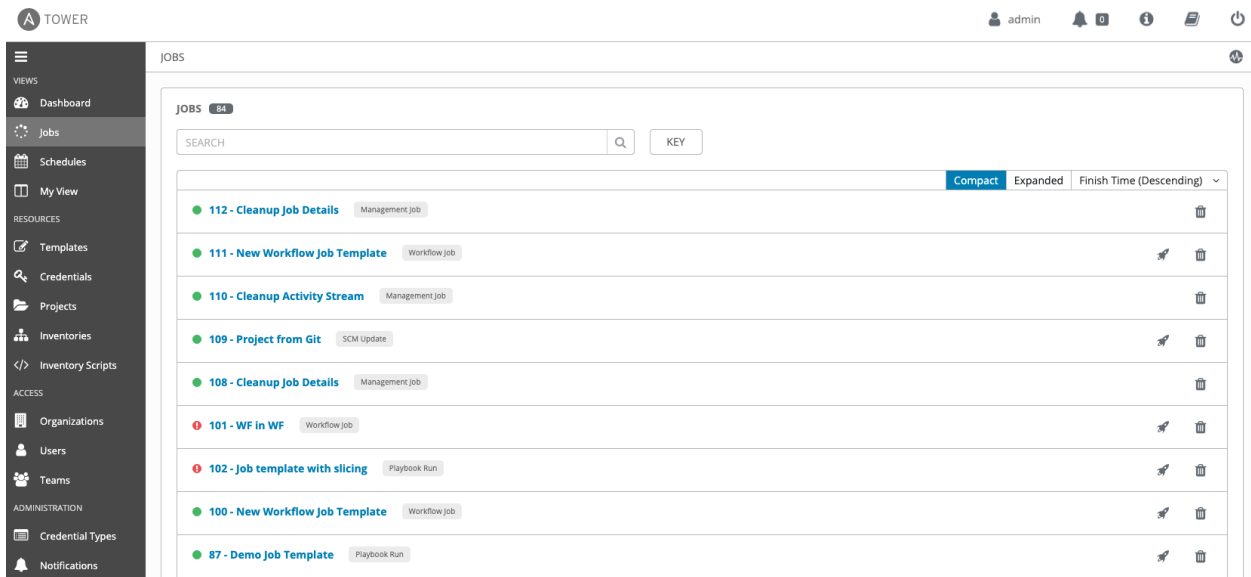 A TOWER
admin
0
JOBS
VIEWS
Dashboard
Jobs
Schedules
My View
RESOURCES
Templates
Credentials
Projects
Inventories
Inventory Scripts
ACCESS
Organizations
Users
Teams
ADMINISTRATION
Credential Types
Notifications
JOBS 84
SEARCH
KEY
Compact Expanded Finish Time (Descending)
112 - Cleanup Job Details Management Job
111 - New Workflow Job Template Workflow Job
110 - Cleanup Activity Stream Management Job
109 - Project from Git SCM Update
108 - Cleanup Job Details Management Job
101 - WF in WF Workflow Job
102 - Job template with slicing Playbook Run
100 - New Workflow Job Template Workflow Job
87 - Demo Job Template Playbook Run